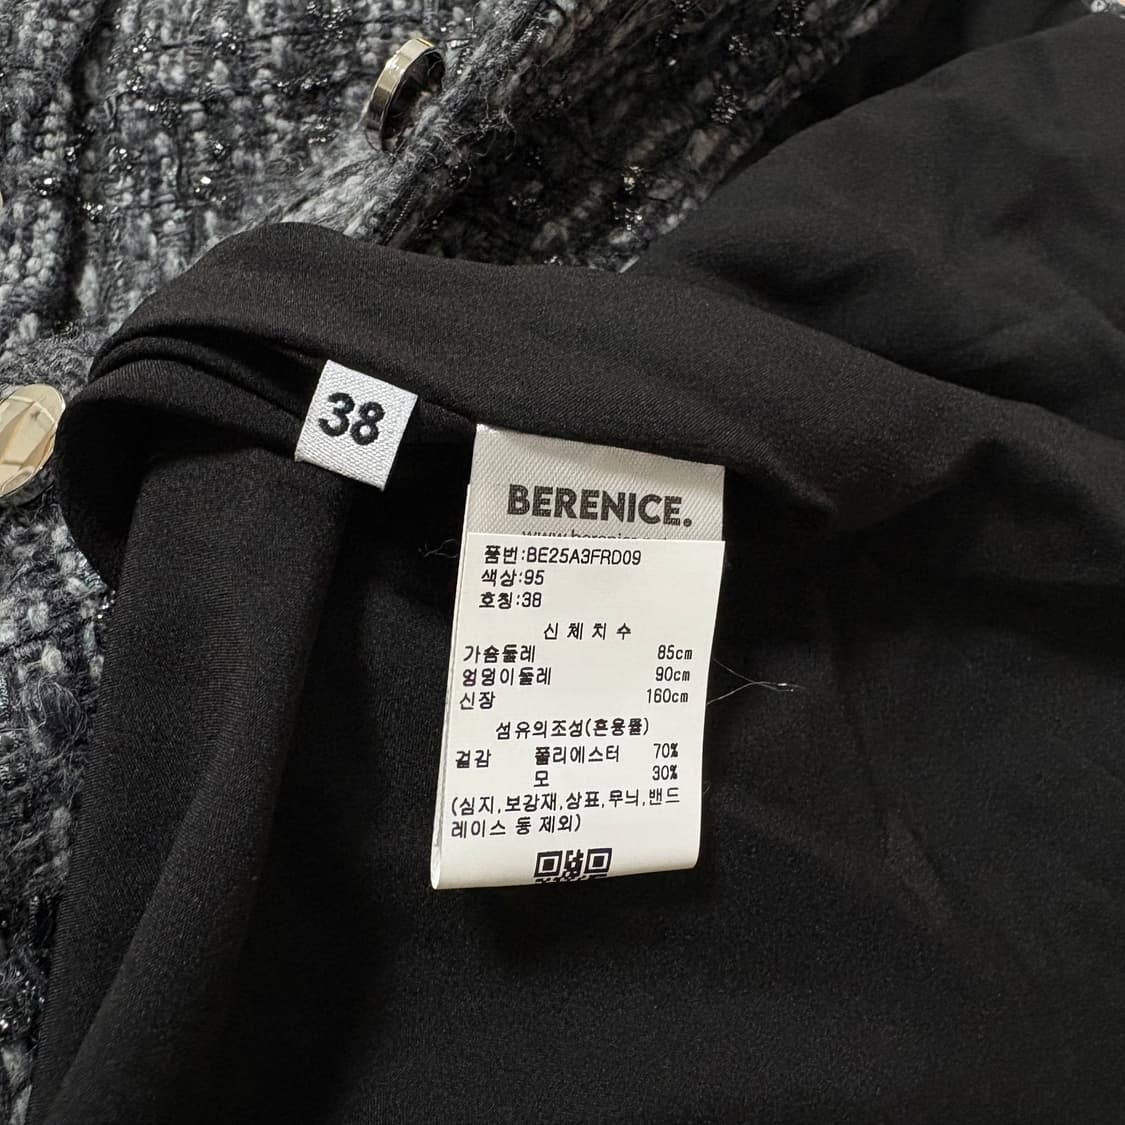 38
BERENICE.
품번:BE25A3FRD09
색상:95
호칭:38
신 체 치 수
가슴둘레 85cm
엉덩이둘레 90cm
신장 160cm
섬유의조성(혼용률)
겉감 폴리에스터 70%
모 30%
(심지,보강재,상표,무늬,밴드
레이스 등 제외)